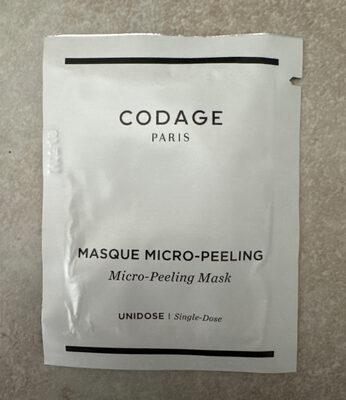 CODAGE
PARIS
MASQUE MICRO-PEELING
Micro-Peeling Mask
UNIDOSE | Single-Dose